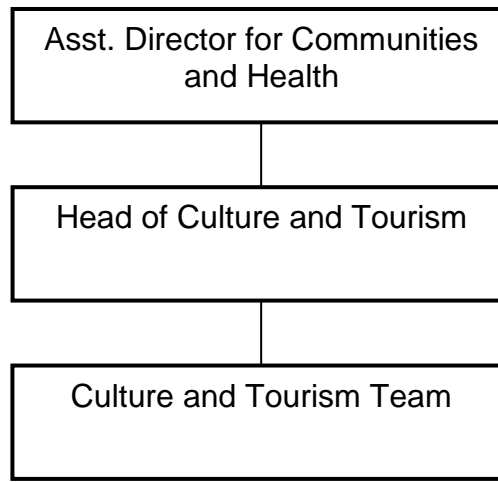 Asst. Director for Communities
and Health
Head of Culture and Tourism
Culture and Tourism Team